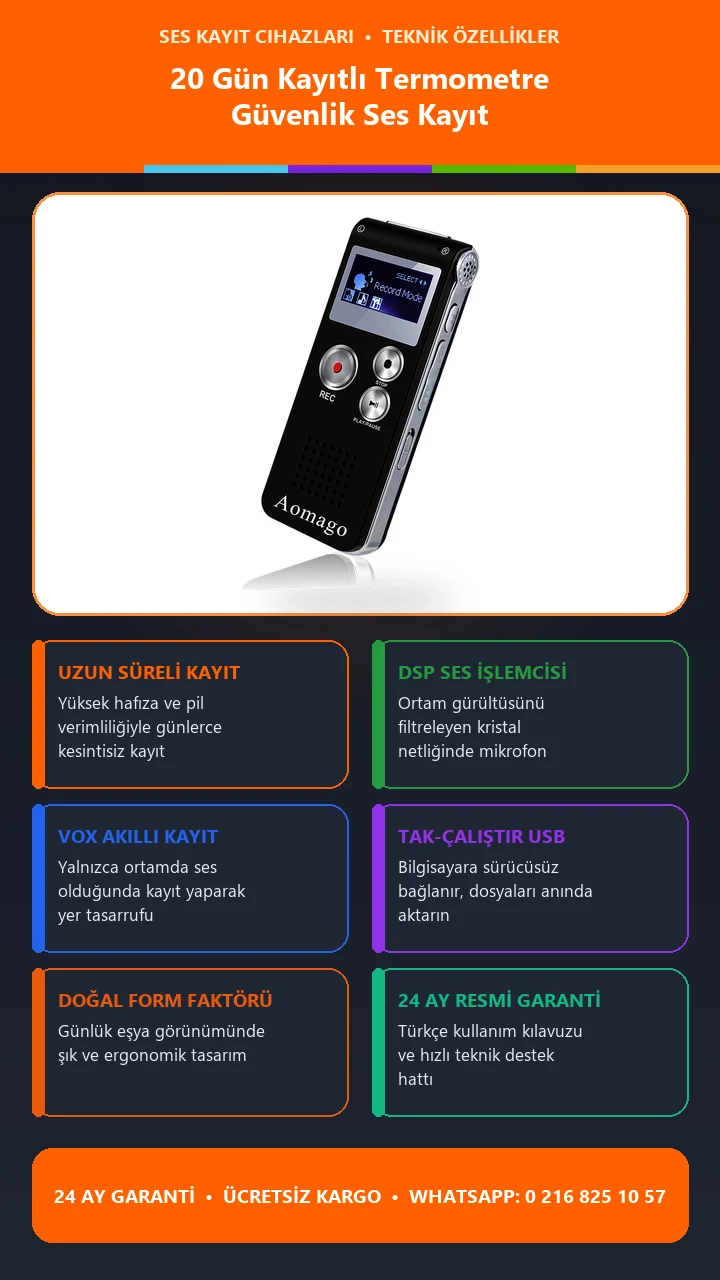 SES KAYIT CIHAZLARI • TEKNİK ÖZELLİKLER
20 Gün Kayıtlı Termometre
Güvenlik Ses Kayıt
SELECT
Record Mode
REC
STOP
PLAY/PAUSE
Aomago
UZUN SÜRELİ KAYIT
Yüksek hafıza ve pil
verimliliğiyle günlerce
kesintisiz kayıt
DSP SES İŞLEMCİSİ
Ortam gürültüsünü
filtreleyen kristal
netliğinde mikrofon
VOX AKILLI KAYIT
Yalnızca ortamda ses
olduğunda kayıt yaparak
yer tasarrufu
TAK-ÇALIŞTIR USB
Bilgisayara sürücüsüz
bağlanır, dosyaları anında
aktarın
DOĞAL FORM FAKTÖRÜ
Günlük eşya görünümünde
şık ve ergonomik tasarım
24 AY RESMİ GARANTİ
Türkçe kullanım kılavuzu
ve hızlı teknik destek
hattı
24 AY GARANTİ • ÜCRETSİZ KARGO • WHATSAPP: 0 216 825 10 57